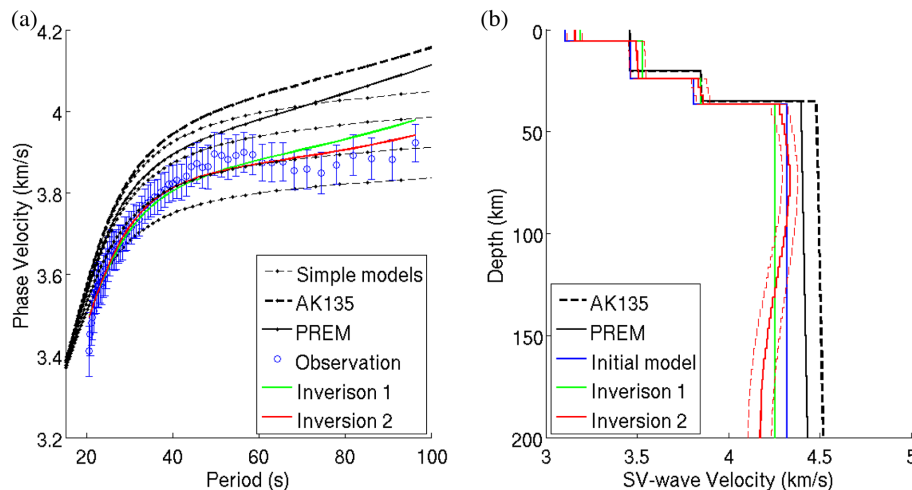 (a)
4.2
4
3.8
3.6
3.4
3.2
Phase Velocity (km/s)
20
40
60
80
100
Period (s)
Simple models
AK135
PREM
Observation
Inverison 1
Inversion 2
(b)
0
50
100
150
200
Depth (km)
3
3.5
4
4.5
5
SV-wave Velocity (km/s)
AK135
PREM
Initial model
Inverison 1
Inversion 2